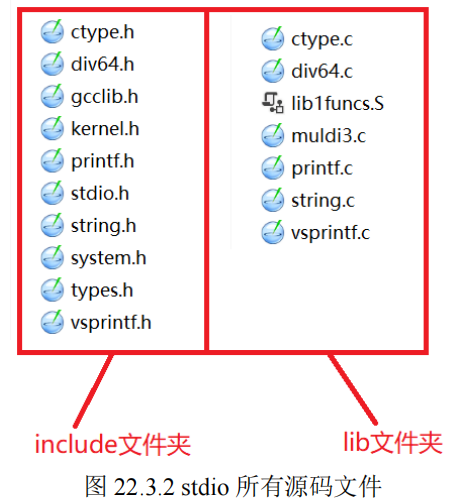 ctype.h
div64.h
gcclib.h
kernel.h
printf.h
stdio.h
string.h
system.h
types.h
vsprintf.h
ctype.c
div64.c
lib1funcs.S
muldi3.c
printf.c
string.c
vsprintf.c
include文件夹
lib文件夹
图 22.3.2 stdio 所有源码文件